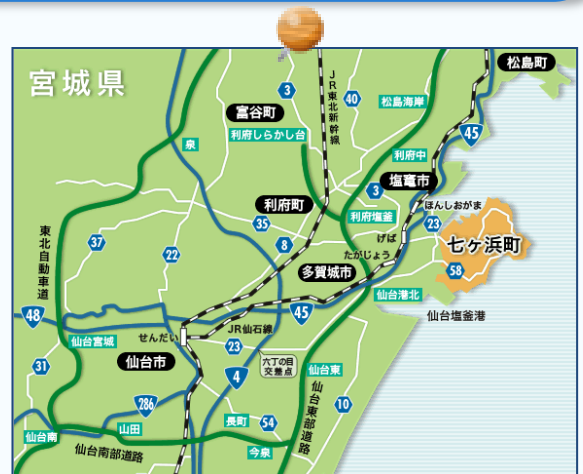 宮城県
松島町
3
40
JR東北新幹線
松島海岸
富谷町
45
利府しらかし台
泉
利府中
塩竈市
3
利府町
ほんしおがま
35
利府塩釜
23
東北自動車道
37
8
げば
七ヶ浜町
22
たがじょう
多賀城市
58
仙台港北
48
45
仙台塩釜港
JR仙石線
せんだい
仙台宮城
23
六丁の目
交差点
仙台東
仙台市
31
4
286
10
仙台東部道路
長町
54
山田
仙台南
今泉
仙台南部道路